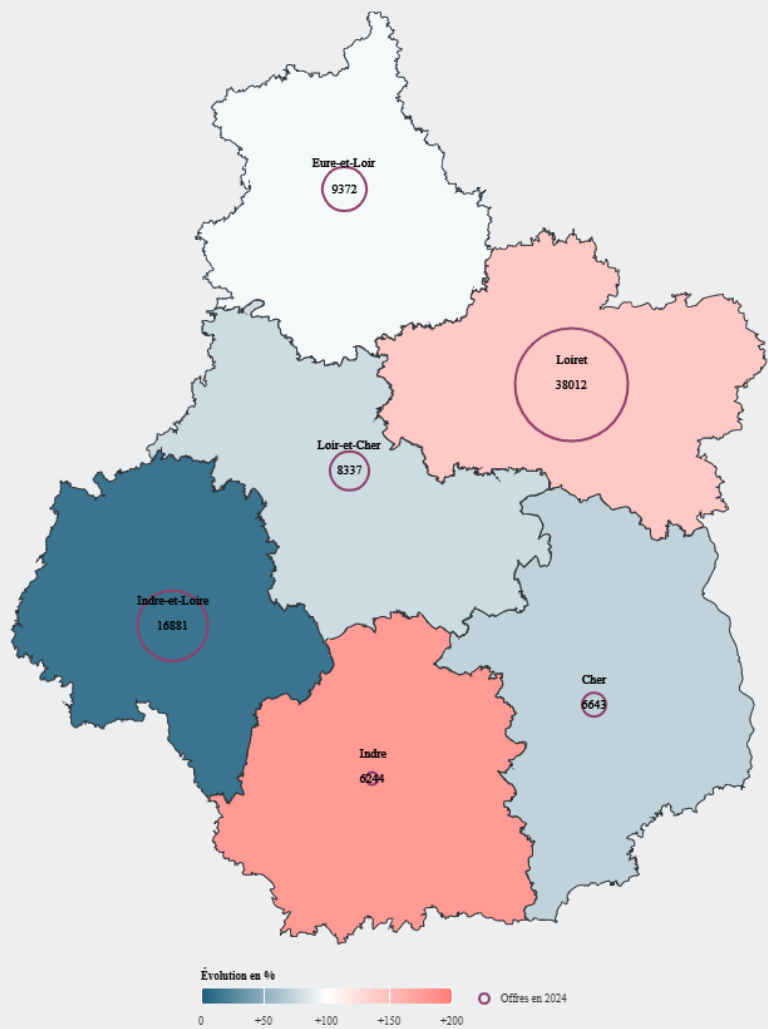 Eure-et-Loir
9372
Loiret
38012
Loir-et-Cher
8337
Indre-et-Loire
16881
Cher
6643
Indre
6244
Évolution en %
Offres en 2024
0 +50 +100 +150 +200